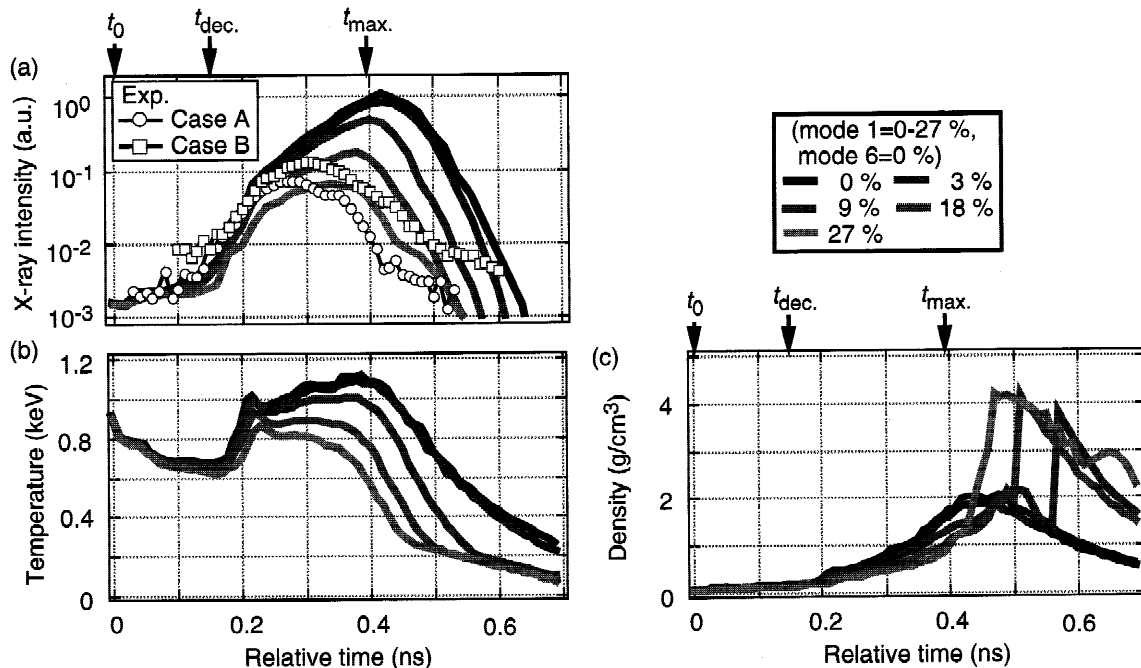 t0
tdec.
tmax.
(a)
X-ray intensity (a.u.)
10^0
10^-1
10^-2
10^-3
Exp.
Case A
Case B
(mode 1=0-27 %,
mode 6=0 %)
0 %
3 %
9 %
18 %
27 %
(b)
Temperature (keV)
1.2
0.8
0.4
0
0
0.2
0.4
0.6
Relative time (ns)
t0
tdec.
tmax.
(c)
Density (g/cm^3)
4
2
0
0
0.2
0.4
0.6
Relative time (ns)